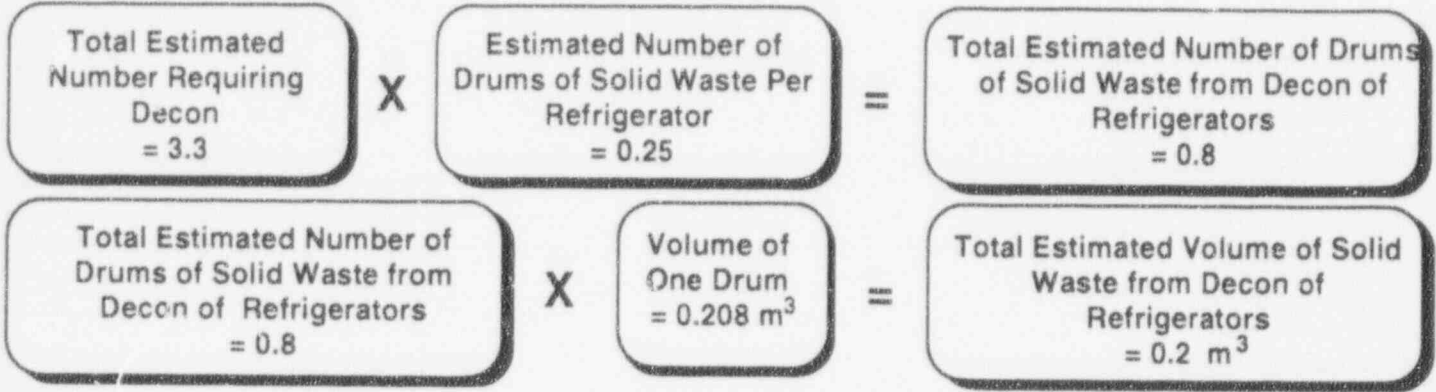 Total Estimated
Number Requiring
Decon
= 3.3
X
Estimated Number of
Drums of Solid Waste Per
Refrigerator
= 0.25
=
Total Estimated Number of Drums
of Solid Waste from Decon of
Refrigerators
= 0.8
Total Estimated Number of
Drums of Solid Waste from
Decon of Refrigerators
= 0.8
X
Volume of
One Drum
= 0.208 m³
=
Total Estimated Volume of Solid
Waste from Decon of
Refrigerators
= 0.2 m³